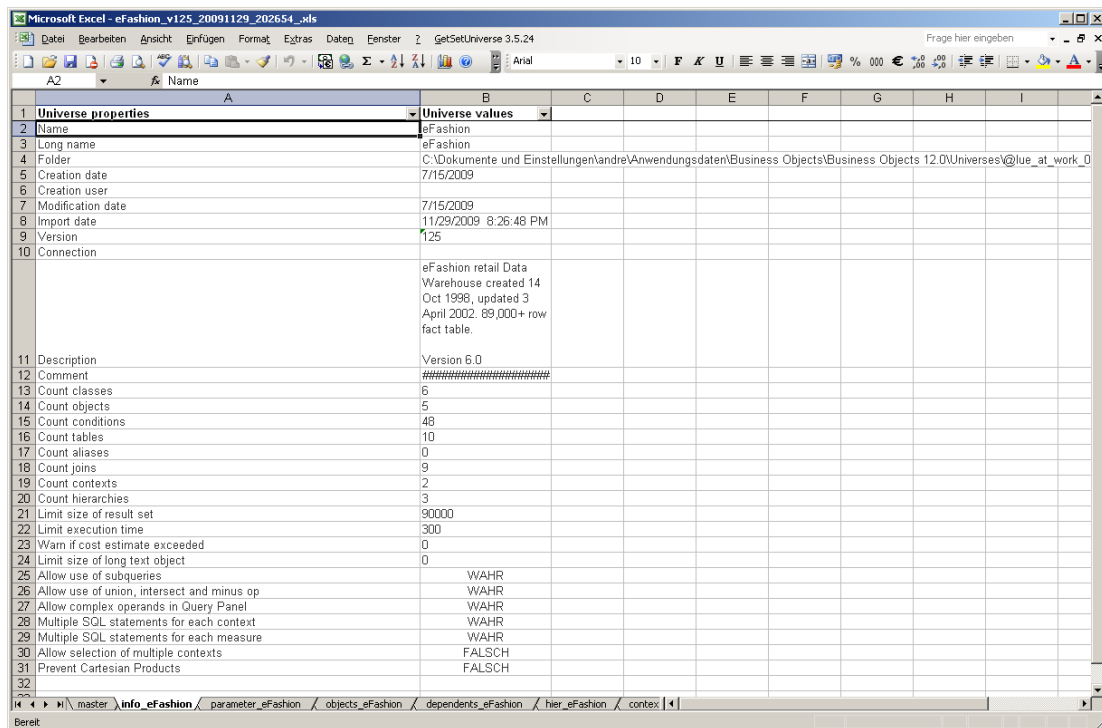 Microsoft Excel - eFashion_v125_20091129_202654_.xls
Datei Bearbeiten Ansicht Einfügen Format Extras Daten Fenster ? GetSetUniverse 3.5.24 Frage hier eingeben
Arial 10 F K U % 000 €
A2 fx Name
A B C D E F G H I
1 Universe properties Universe values
2 Name eFashion
3 Long name eFashion
4 Folder C:\Dokumente und Einstellungen\andre\Anwendungsdaten\Business Objects\Business Objects 12.0\Universes\@lue_at_work_0
5 Creation date 7/15/2009
6 Creation user
7 Modification date 7/15/2009
8 Import date 11/29/2009 8:26:48 PM
9 Version 125
10 Connection
eFashion retail Data
Warehouse created 14
Oct 1998, updated 3
April 2002. 89,000+ row
fact table.
11 Description Version 6.0
12 Comment #####################
13 Count classes 6
14 Count objects 5
15 Count conditions 48
16 Count tables 10
17 Count aliases 0
18 Count joins 9
19 Count contexts 2
20 Count hierarchies 3
21 Limit size of result set 90000
22 Limit execution time 300
23 Warn if cost estimate exceeded 0
24 Limit size of long text object 0
25 Allow use of subqueries WAHR
26 Allow use of union, intersect and minus op WAHR
27 Allow complex operands in Query Panel WAHR
28 Multiple SQL statements for each context WAHR
29 Multiple SQL statements for each measure WAHR
30 Allow selection of multiple contexts FALSCH
31 Prevent Cartesian Products FALSCH
32
master info_eFashion parameter_eFashion objects_eFashion dependents_eFashion hier_eFashion contex
Bereit